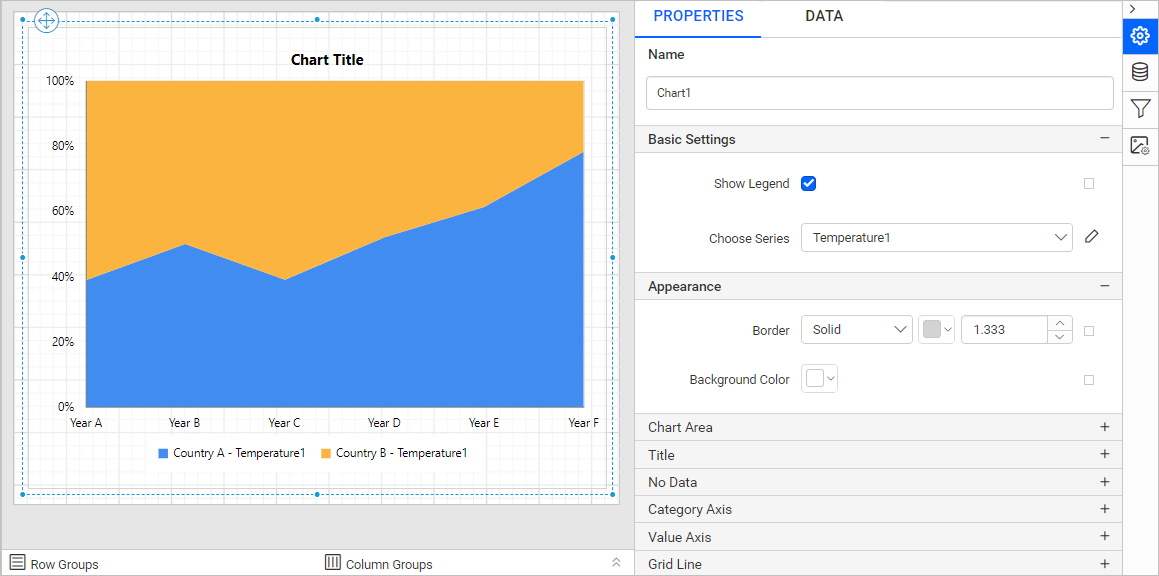 Chart Title
100%
80%
60%
40%
20%
0%
Year A Year B Year C Year D Year E Year F
Country A - Temperature1 Country B - Temperature1
Row Groups Column Groups
PROPERTIES DATA
Name
Chart1
Basic Settings
Show Legend
Choose Series Temperature1
Appearance
Border Solid 1.333
Background Color
Chart Area
Title
No Data
Category Axis
Value Axis
Grid Line